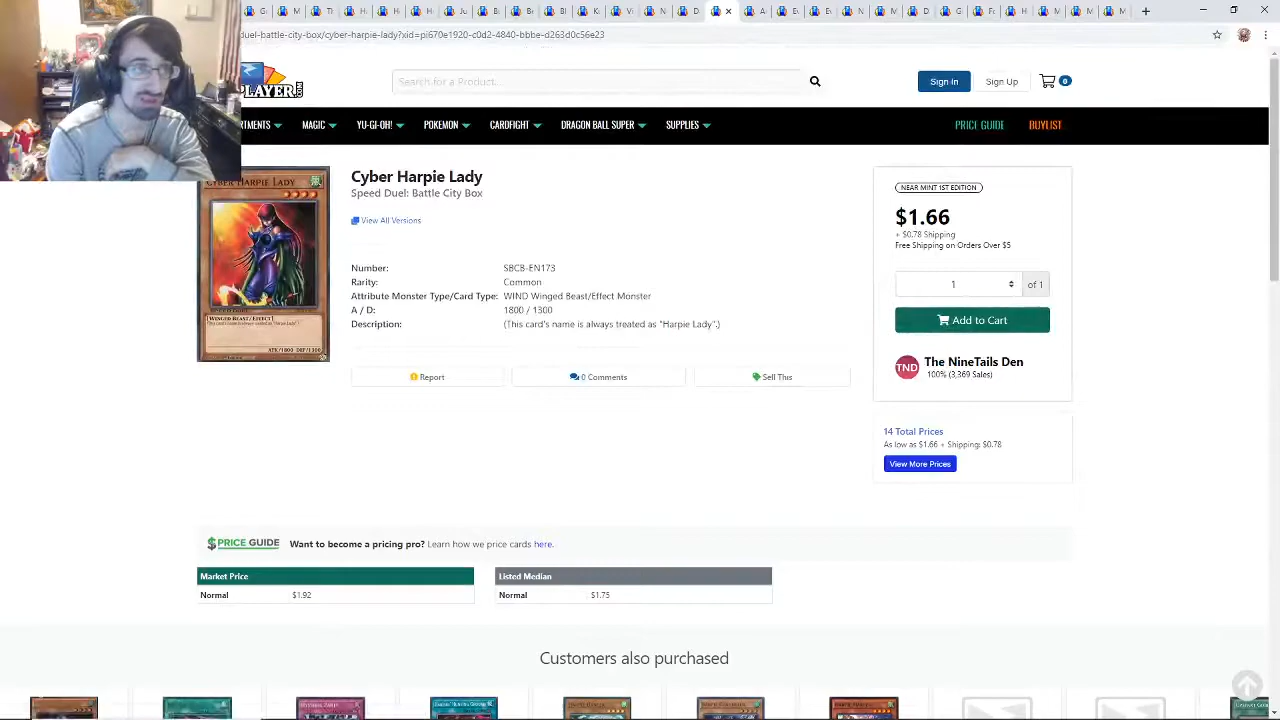 duel-battle-city-box/cyber-harpie-lady?xid=pi670e1920-c0d2-4840-bbbe-d263d0c56e23
PLAYER
Search for a Product...
Sign In
Sign Up
0
MAGIC
YU-GI-OH!
POKEMON
CARDFIGHT
DRAGON BALL SUPER
SUPPLIES
PRICE GUIDE
BUYLIST
CYBER HARPIE LADY
Cyber Harpie Lady
Speed Duel: Battle City Box
View All Versions
Number: SBCB-EN173
Rarity: Common
Attribute Monster Type/Card Type: WIND Winged Beast/Effect Monster
A / D: 1800 / 1300
Description: (This card's name is always treated as "Harpie Lady".)
Report
0 Comments
Sell This
NEAR MINT 1ST EDITION
$1.66
+ $0.78 Shipping
Free Shipping on Orders Over $5
1
of 1
Add to Cart
TND
The NineTails Den
100% (3,369 Sales)
14 Total Prices
As low as $1.66 + Shipping: $0.78
View More Prices
PRICE GUIDE
Want to become a pricing pro? Learn how we price cards here.
Market Price
Normal $1.92
Listed Median
Normal $1.75
Customers also purchased